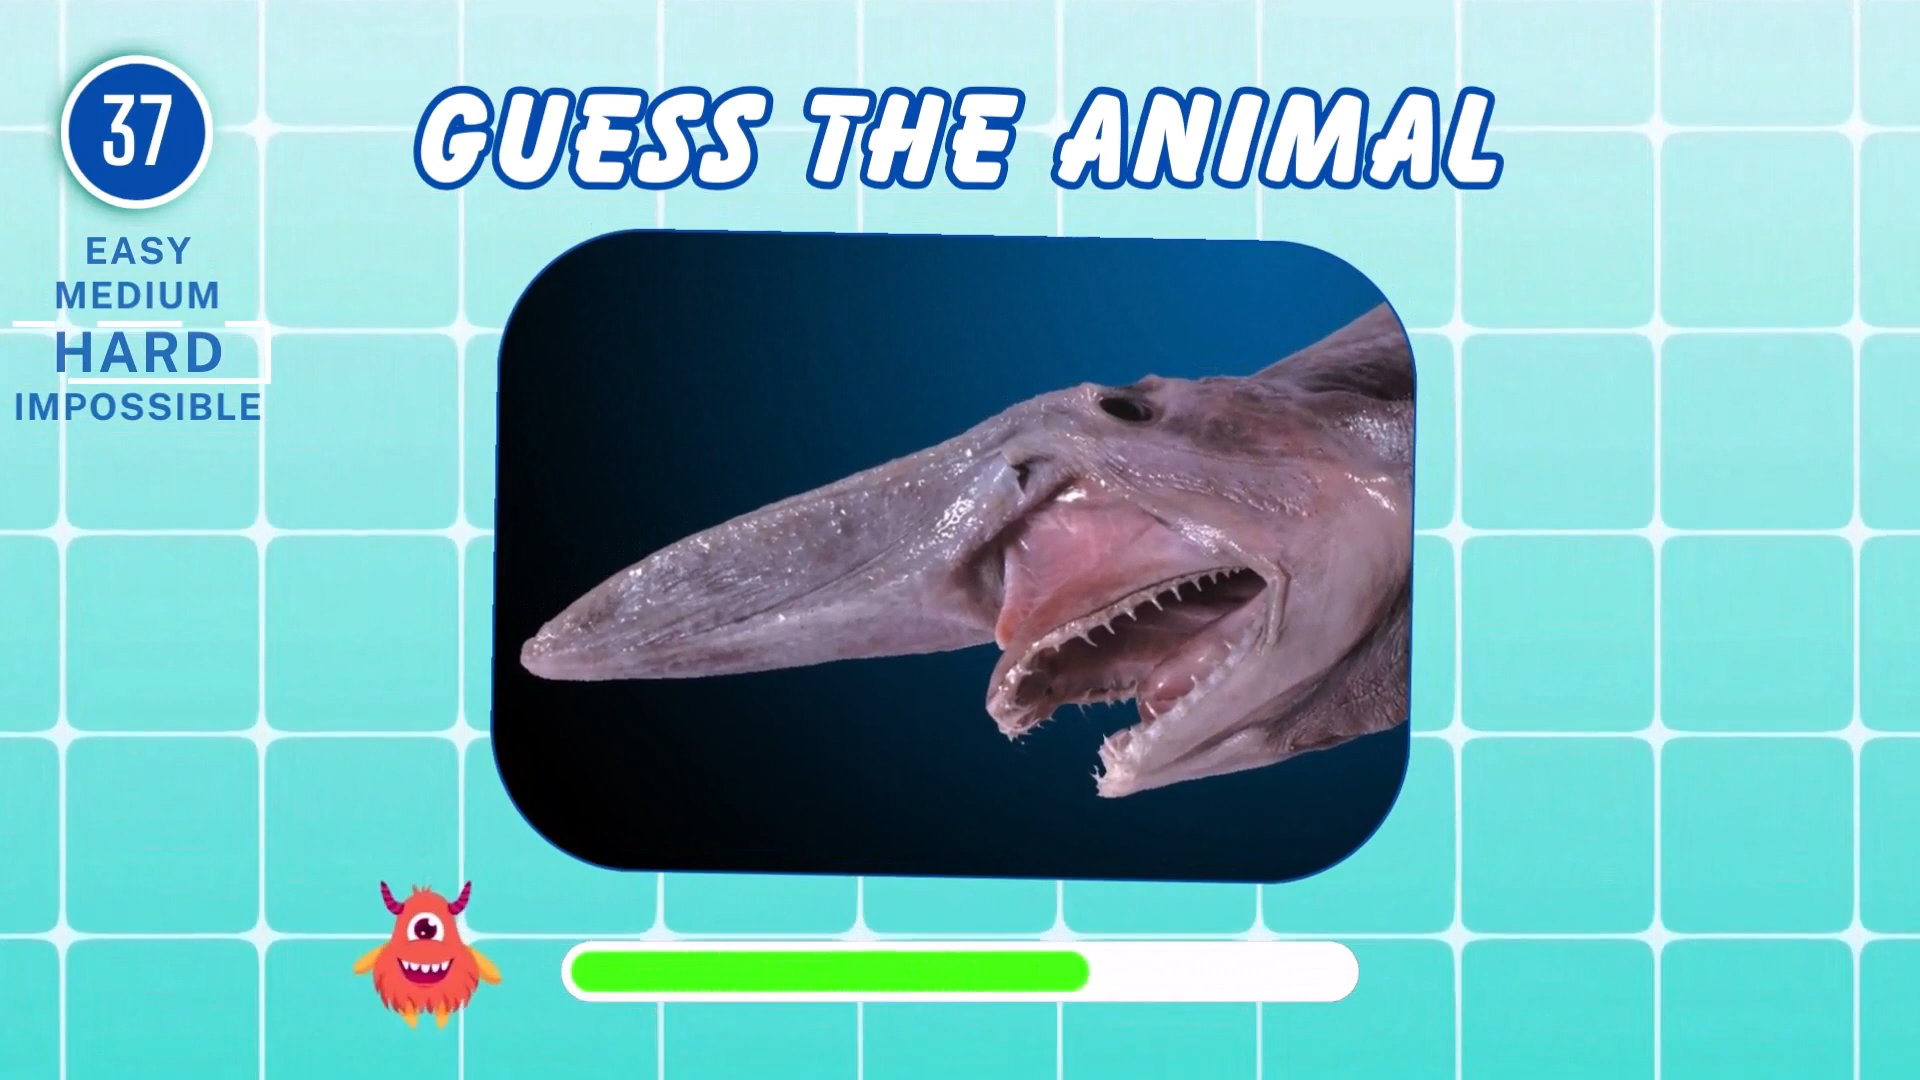 37
GUESS THE ANIMAL
EASY
MEDIUM
HARD
IMPOSSIBLE